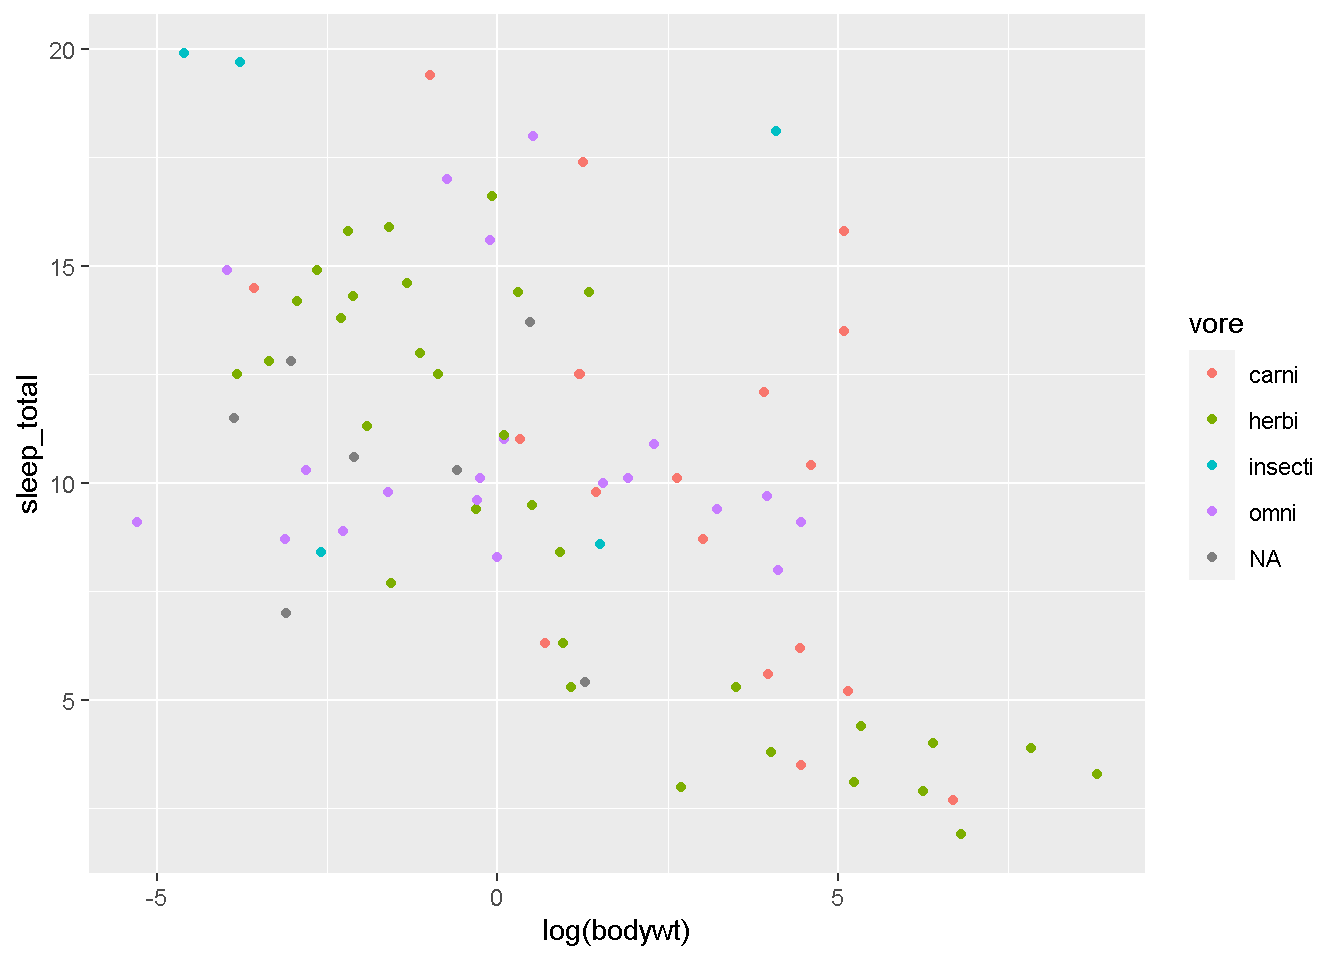 20
15
10
5
sleep_total
-5
0
5
log(bodywt)
vore
carni
herbi
insecti
omni
NA